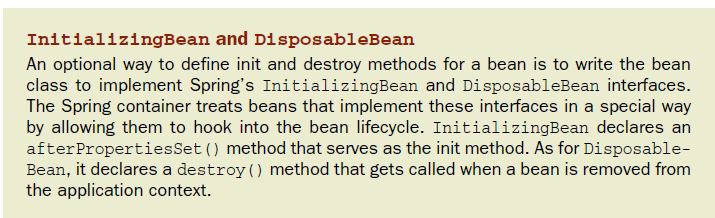 InitializingBean and DisposableBean
An optional way to define init and destroy methods for a bean is to write the bean
class to implement Spring's InitializingBean and DisposableBean interfaces.
The Spring container treats beans that implement these interfaces in a special way
by allowing them to hook into the bean lifecycle. InitializingBean declares an
afterPropertiesSet() method that serves as the init method. As for Disposable-
Bean, it declares a destroy() method that gets called when a bean is removed from
the application context.